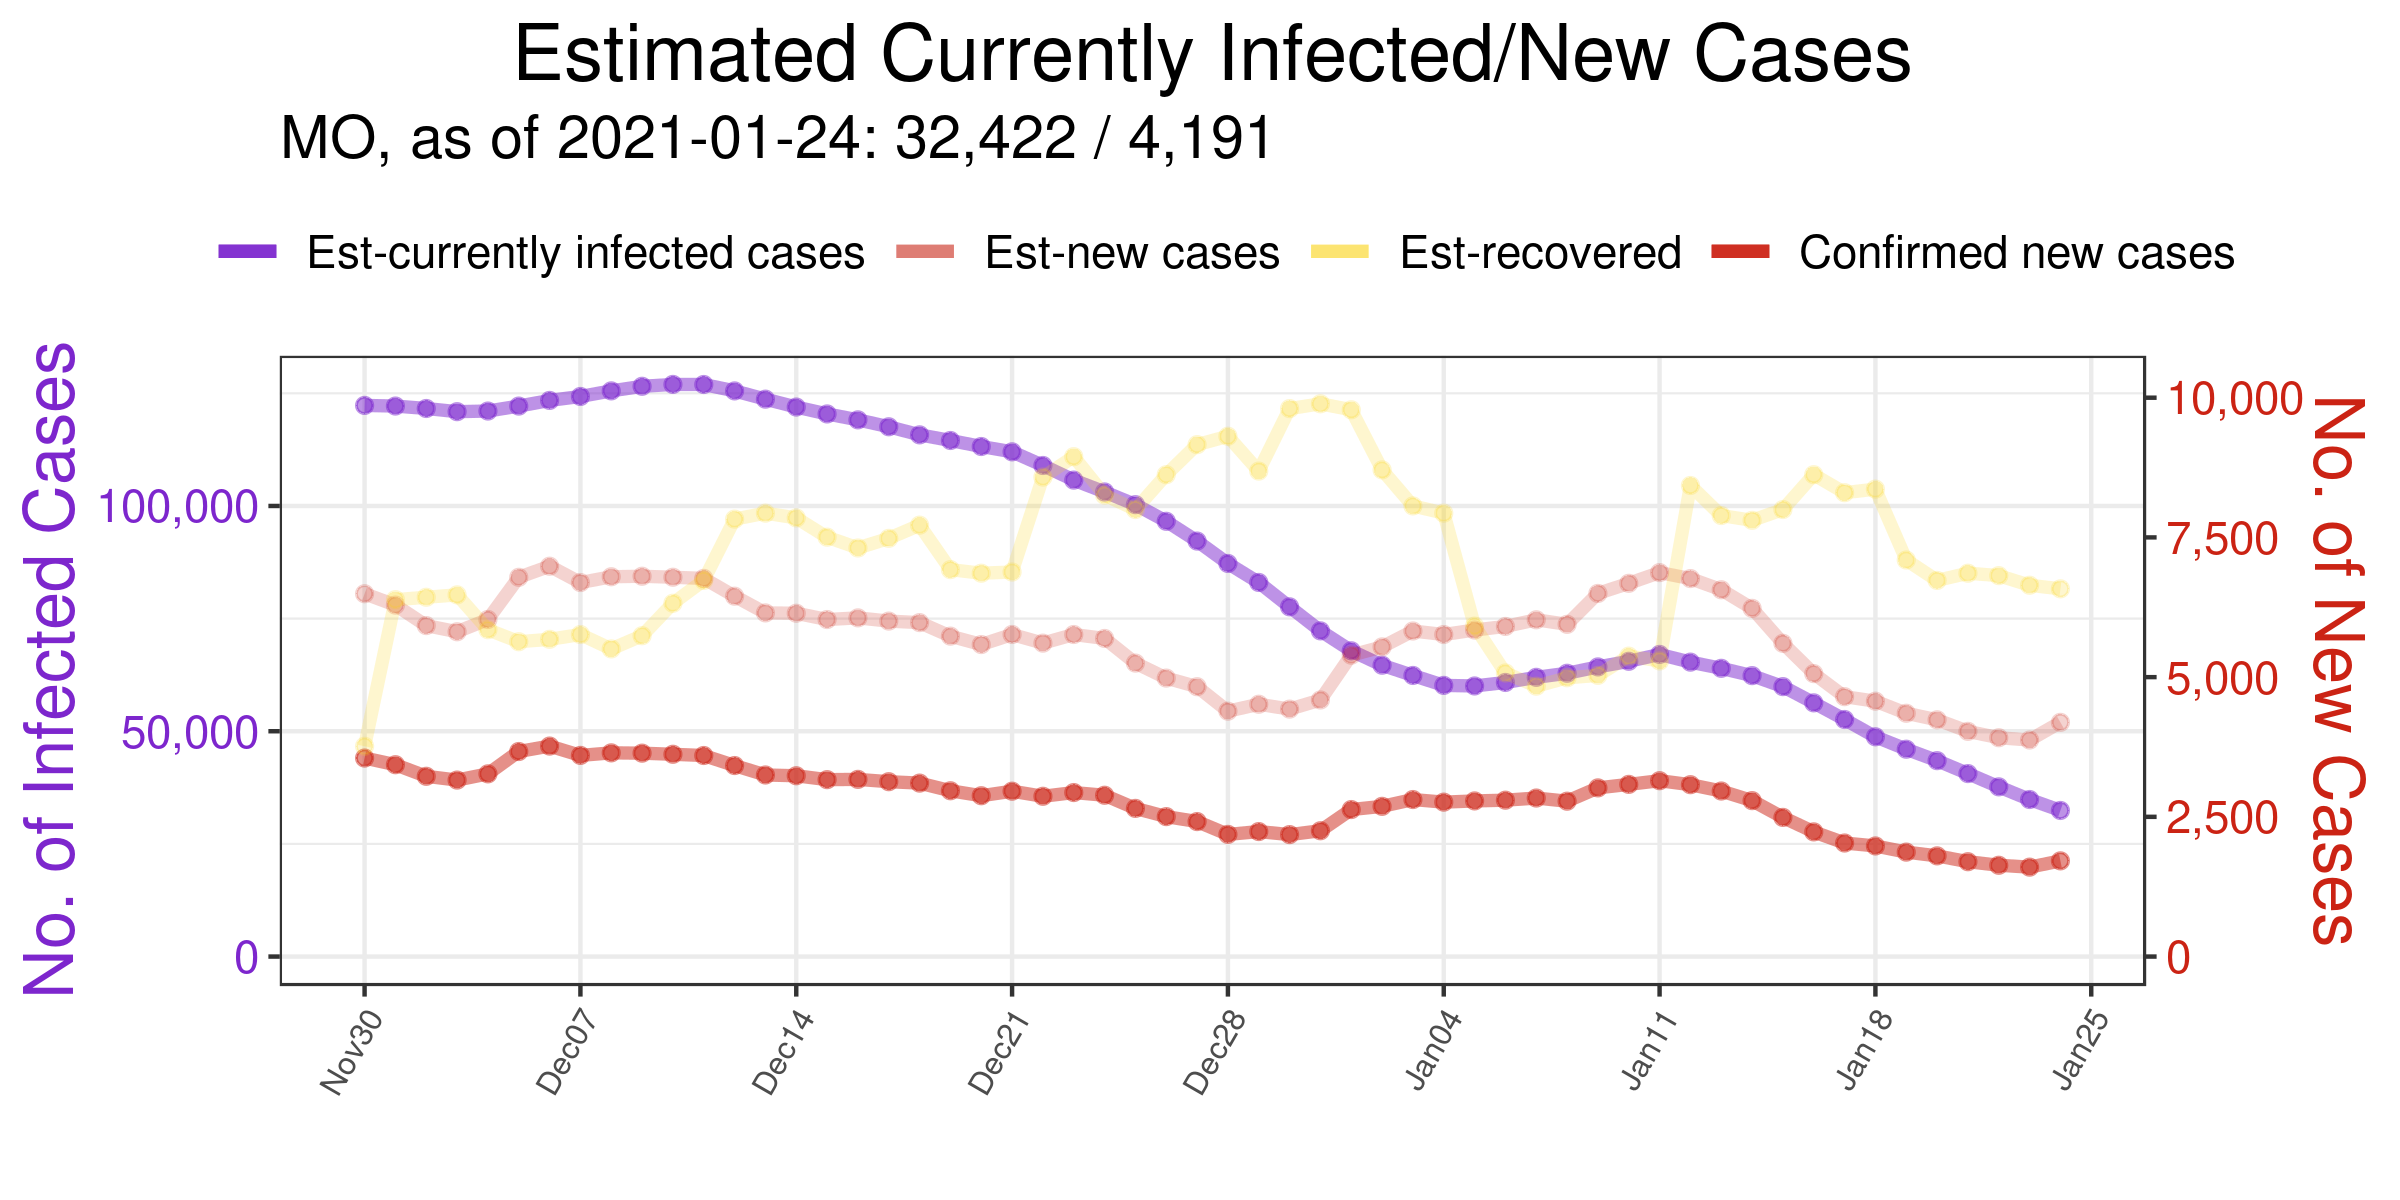 Estimated Currently Infected/New Cases
MO, as of 2021-01-24: 32,422 / 4,191
Est-currently infected cases Est-new cases Est-recovered Confirmed new cases
No. of Infected Cases
100,000
50,000
0
10,000
7,500
5,000
2,500
0
No. of New Cases
Nov30 Dec07 Dec14 Dec21 Dec28 Jan04 Jan11 Jan18 Jan25